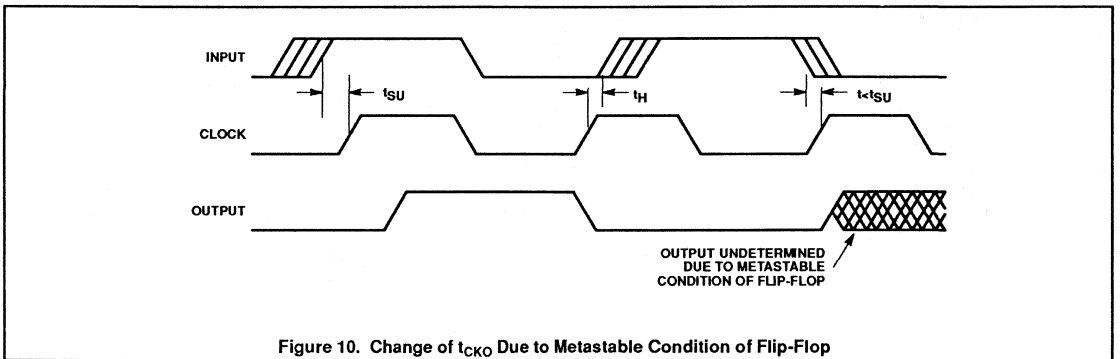 INPUT
tSU
tH
t<tSU
CLOCK
OUTPUT
OUTPUT UNDETERMINED
DUE TO METASTABLE
CONDITION OF FLIP-FLOP
Figure 10. Change of tCKO Due to Metastable Condition of Flip-Flop